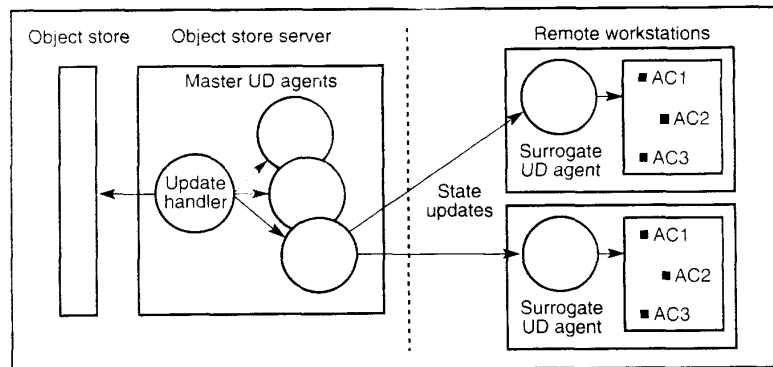 Object store
Object store server
Remote workstations
Master UD agents
Update
handler
State
updates
AC1
AC2
AC3
Surrogate
UD agent
AC1
AC2
AC3
Surrogate
UD agent